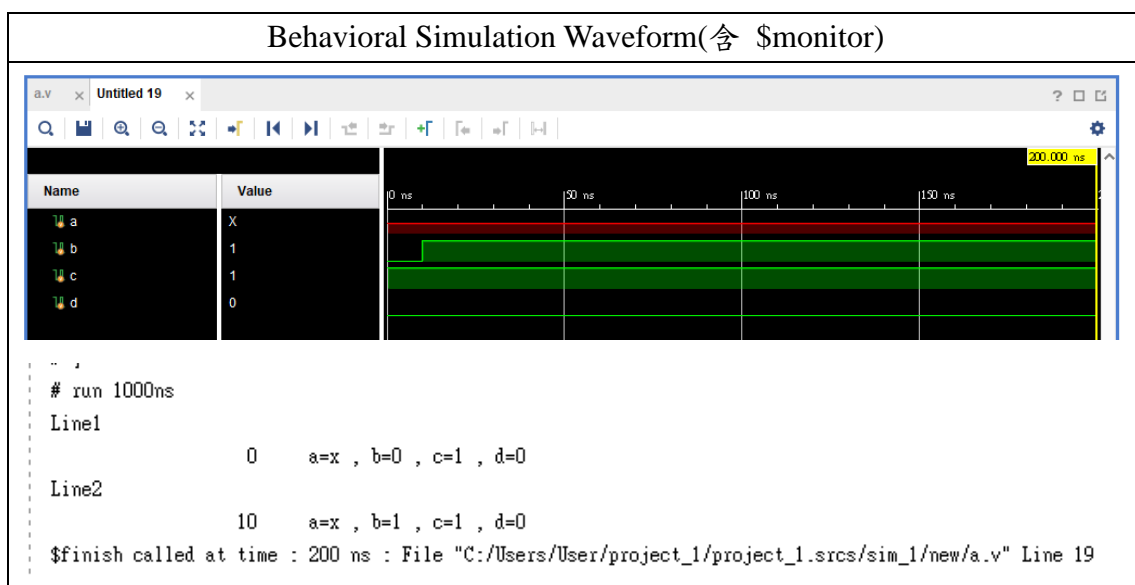 Behavioral Simulation Waveform(含 $monitor)
a.v × Untitled 19 ×
200.000 ns
Name Value
0 ns 50 ns 100 ns 150 ns
a X
b 1
c 1
d 0
# run 1000ns
Line1
0 a=x , b=0 , c=1 , d=0
Line2
10 a=x , b=1 , c=1 , d=0
$finish called at time : 200 ns : File "C:/Users/User/project_1/project_1.srcs/sim_1/new/a.v" Line 19